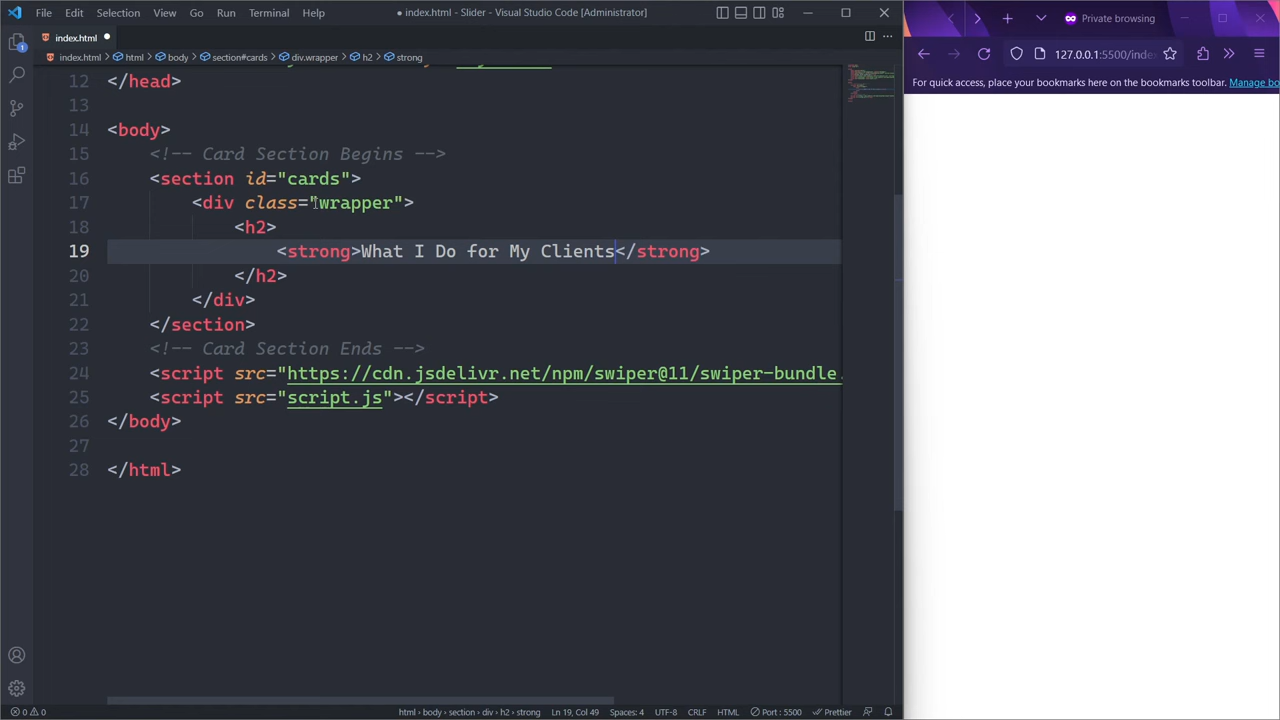 File Edit Selection View Go Run Terminal Help
● index.html - Slider - Visual Studio Code [Administrator]
Private browsing
1
index.html ●
127.0.0.1:5500/inde
index.html > html > body > section#cards > div.wrapper > h2 > strong
For quick access, place your bookmarks here on the bookmarks toolbar. Manage bo
12 </head>
13
14 <body>
15 <!-- Card Section Begins -->
16 <section id="cards">
17 <div class="wrapper">
18 <h2>
19 <strong>What I Do for My Clients</strong>
20 </h2>
21 </div>
22 </section>
23 <!-- Card Section Ends -->
24 <script src="https://cdn.jsdelivr.net/npm/swiper@11/swiper-bundle.
25 <script src="script.js"></script>
26 </body>
27
28 </html>
0 0 html > body > section > div > h2 > strong Ln 19, Col 49 Spaces: 4 UTF-8 CRLF HTML Port : 5500 Prettier